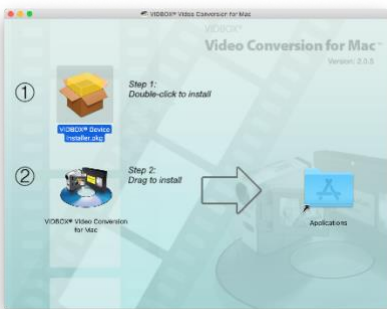 VIDBOX® Video Conversion for Mac
VIDBOX®
Video Conversion for Mac™
Version: 2.0.5
① Step 1:
Double-click to install
VIDBOX® Device
Installer.pkg
② Step 2:
Drag to install
VIDBOX® Video Conversion
for Mac
Applications